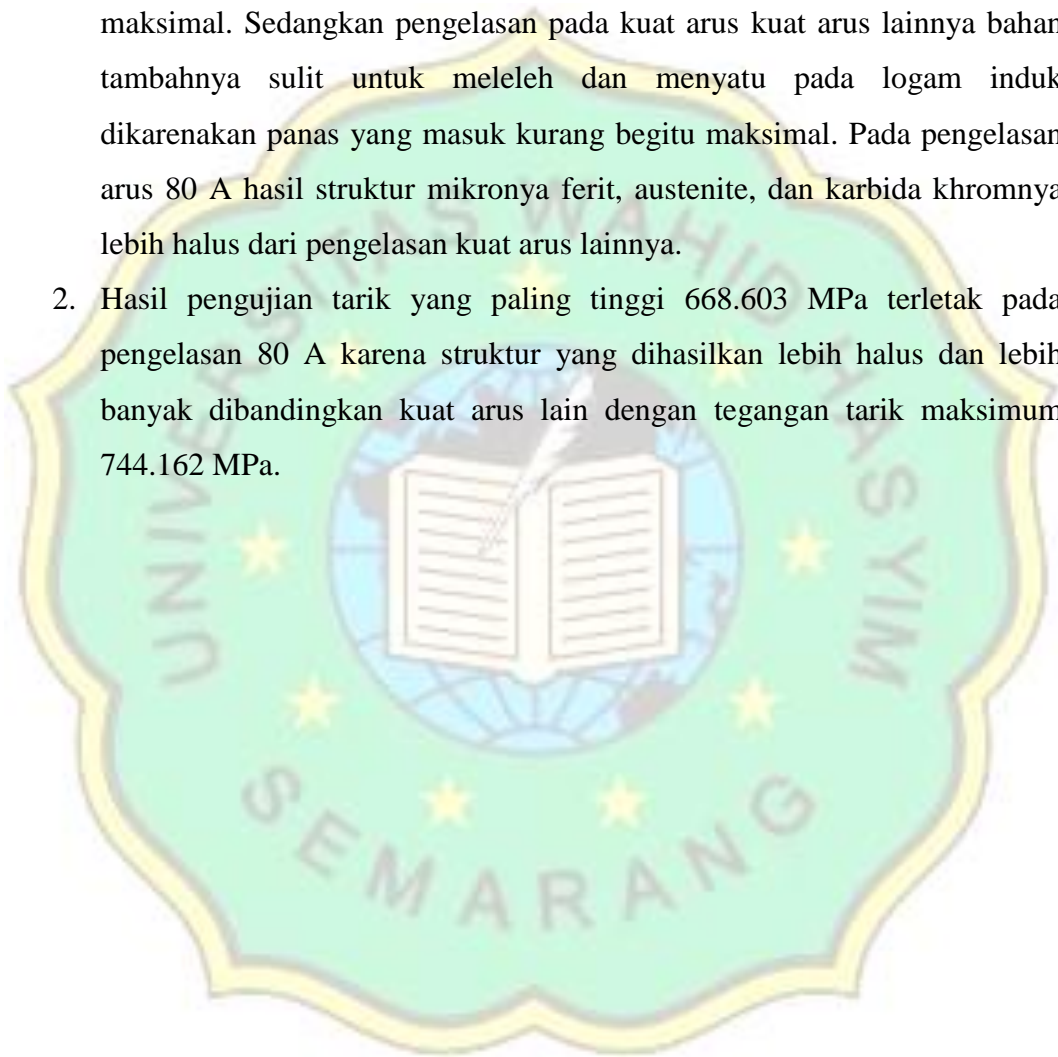 maksimal. Sedangkan pengelasan pada kuat arus kuat arus lainnya bahan
tambahnya sulit untuk meleleh dan menyatu pada logam induk
dikarenakan panas yang masuk kurang begitu maksimal. Pada pengelasan
arus 80 A hasil struktur mikronya ferit, austenite, dan karbida khromnya
lebih halus dari pengelasan kuat arus lainnya.
2. Hasil pengujian tarik yang paling tinggi 668.603 MPa terletak pada
pengelasan 80 A karena struktur yang dihasilkan lebih halus dan lebih
banyak dibandingkan kuat arus lain dengan tegangan tarik maksimum
744.162 MPa.
UNIVERSITAS WAHID HASYIM
SEMARANG